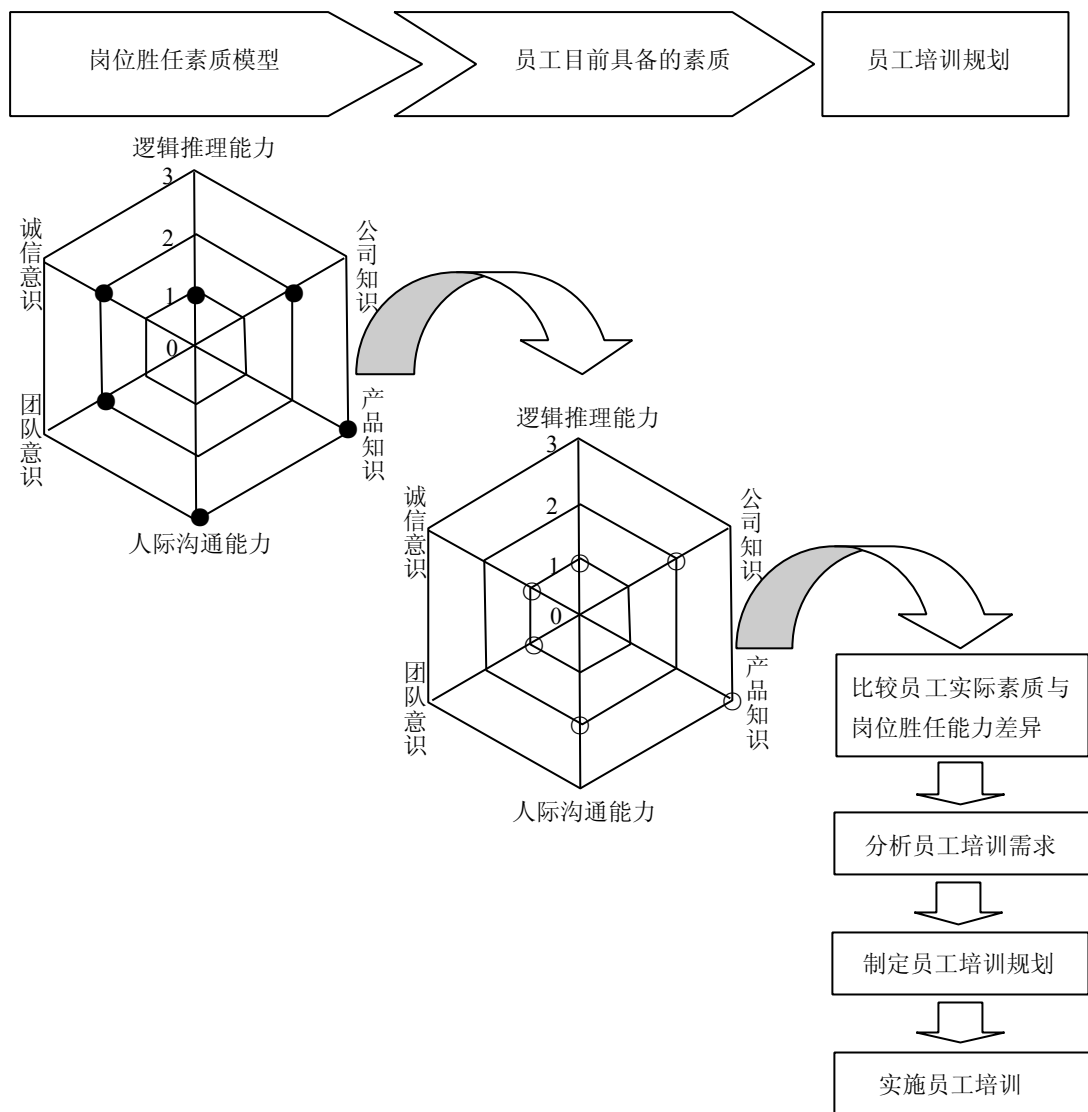 岗位胜任素质模型
员工目前具备的素质
员工培训规划
逻辑推理能力
3
2
1
0
诚信意识
公司知识
团队意识
产品知识
人际沟通能力
逻辑推理能力
3
2
1
0
诚信意识
公司知识
团队意识
产品知识
人际沟通能力
比较员工实际素质与
岗位胜任能力差异
分析员工培训需求
制定员工培训规划
实施员工培训